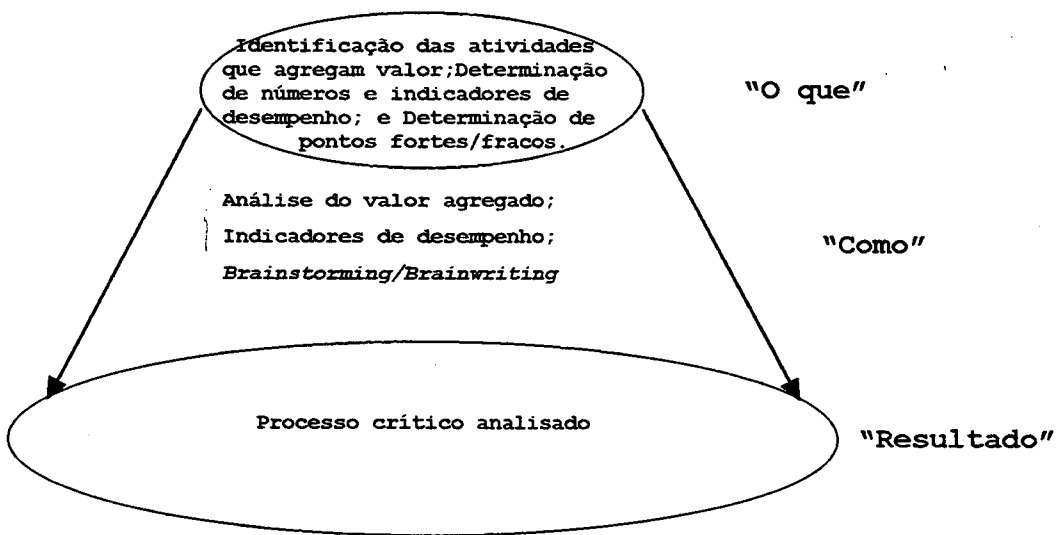 Identificação das atividades
que agregam valor;Determinação
de números e indicadores de
desempenho; e Determinação de
pontos fortes/fracos.
"O que"
Análise do valor agregado;
Indicadores de desempenho;
Brainstorming/Brainwriting
"Como"
Processo crítico analisado
"Resultado"